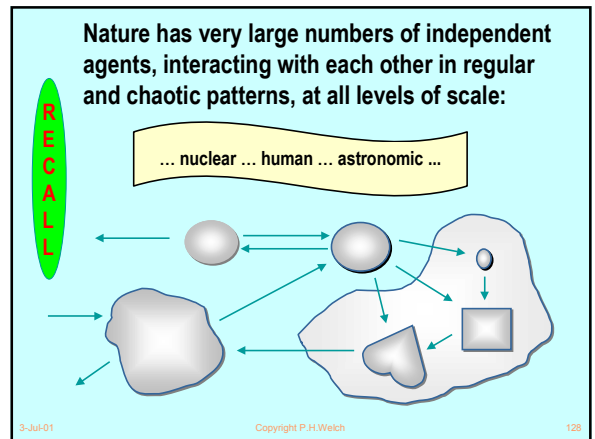 Nature has very large numbers of independent
agents, interacting with each other in regular
and chaotic patterns, at all levels of scale:
R
E
C
A
L
L
… nuclear … human … astronomic ...
3-Jul-01
Copyright P.H.Welch
128